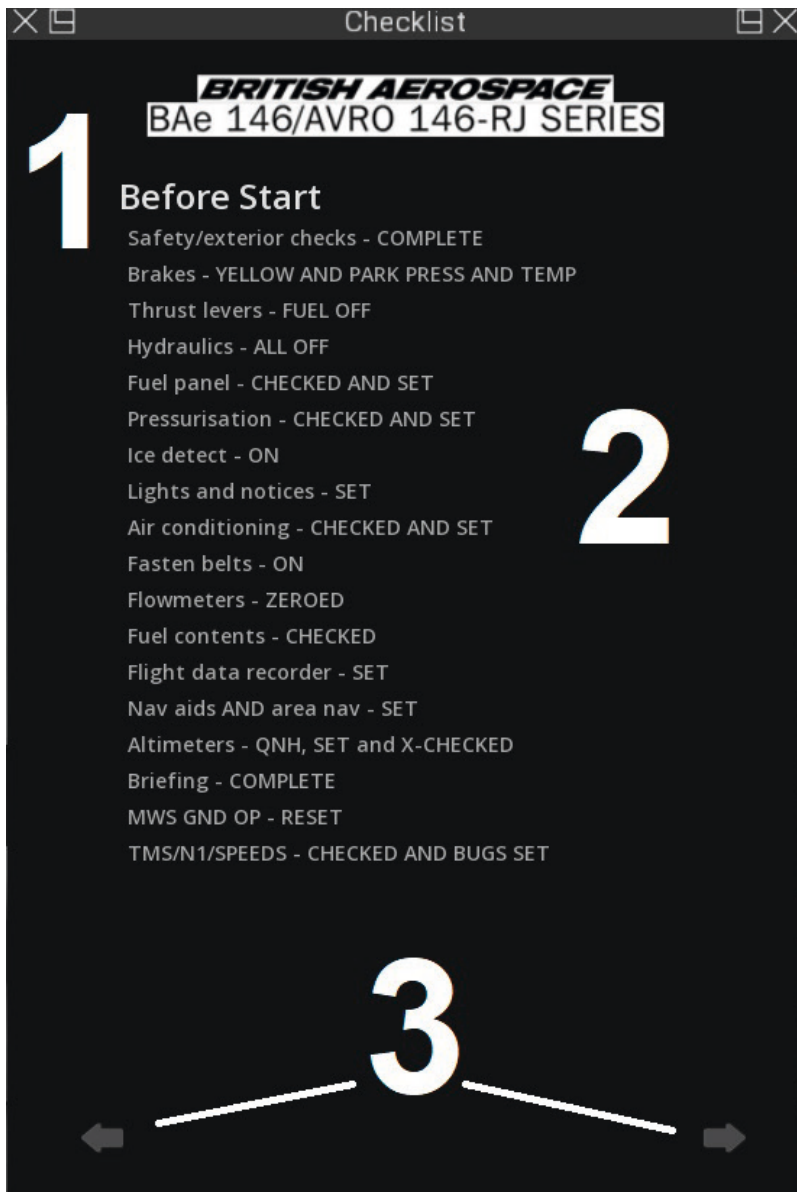 Checklist
BRITISH AEROSPACE
BAe 146/AVRO 146-RJ SERIES
1
Before Start
Safety/exterior checks - COMPLETE
Brakes - YELLOW AND PARK PRESS AND TEMP
Thrust levers - FUEL OFF
Hydraulics - ALL OFF
Fuel panel - CHECKED AND SET
Pressurisation - CHECKED AND SET
2
Ice detect - ON
Lights and notices - SET
Air conditioning - CHECKED AND SET
Fasten belts - ON
Flowmeters - ZEROED
Fuel contents - CHECKED
Flight data recorder - SET
Nav aids AND area nav - SET
Altimeters - QNH, SET and X-CHECKED
Briefing - COMPLETE
MWS GND OP - RESET
TMS/N1/SPEEDS - CHECKED AND BUGS SET
3